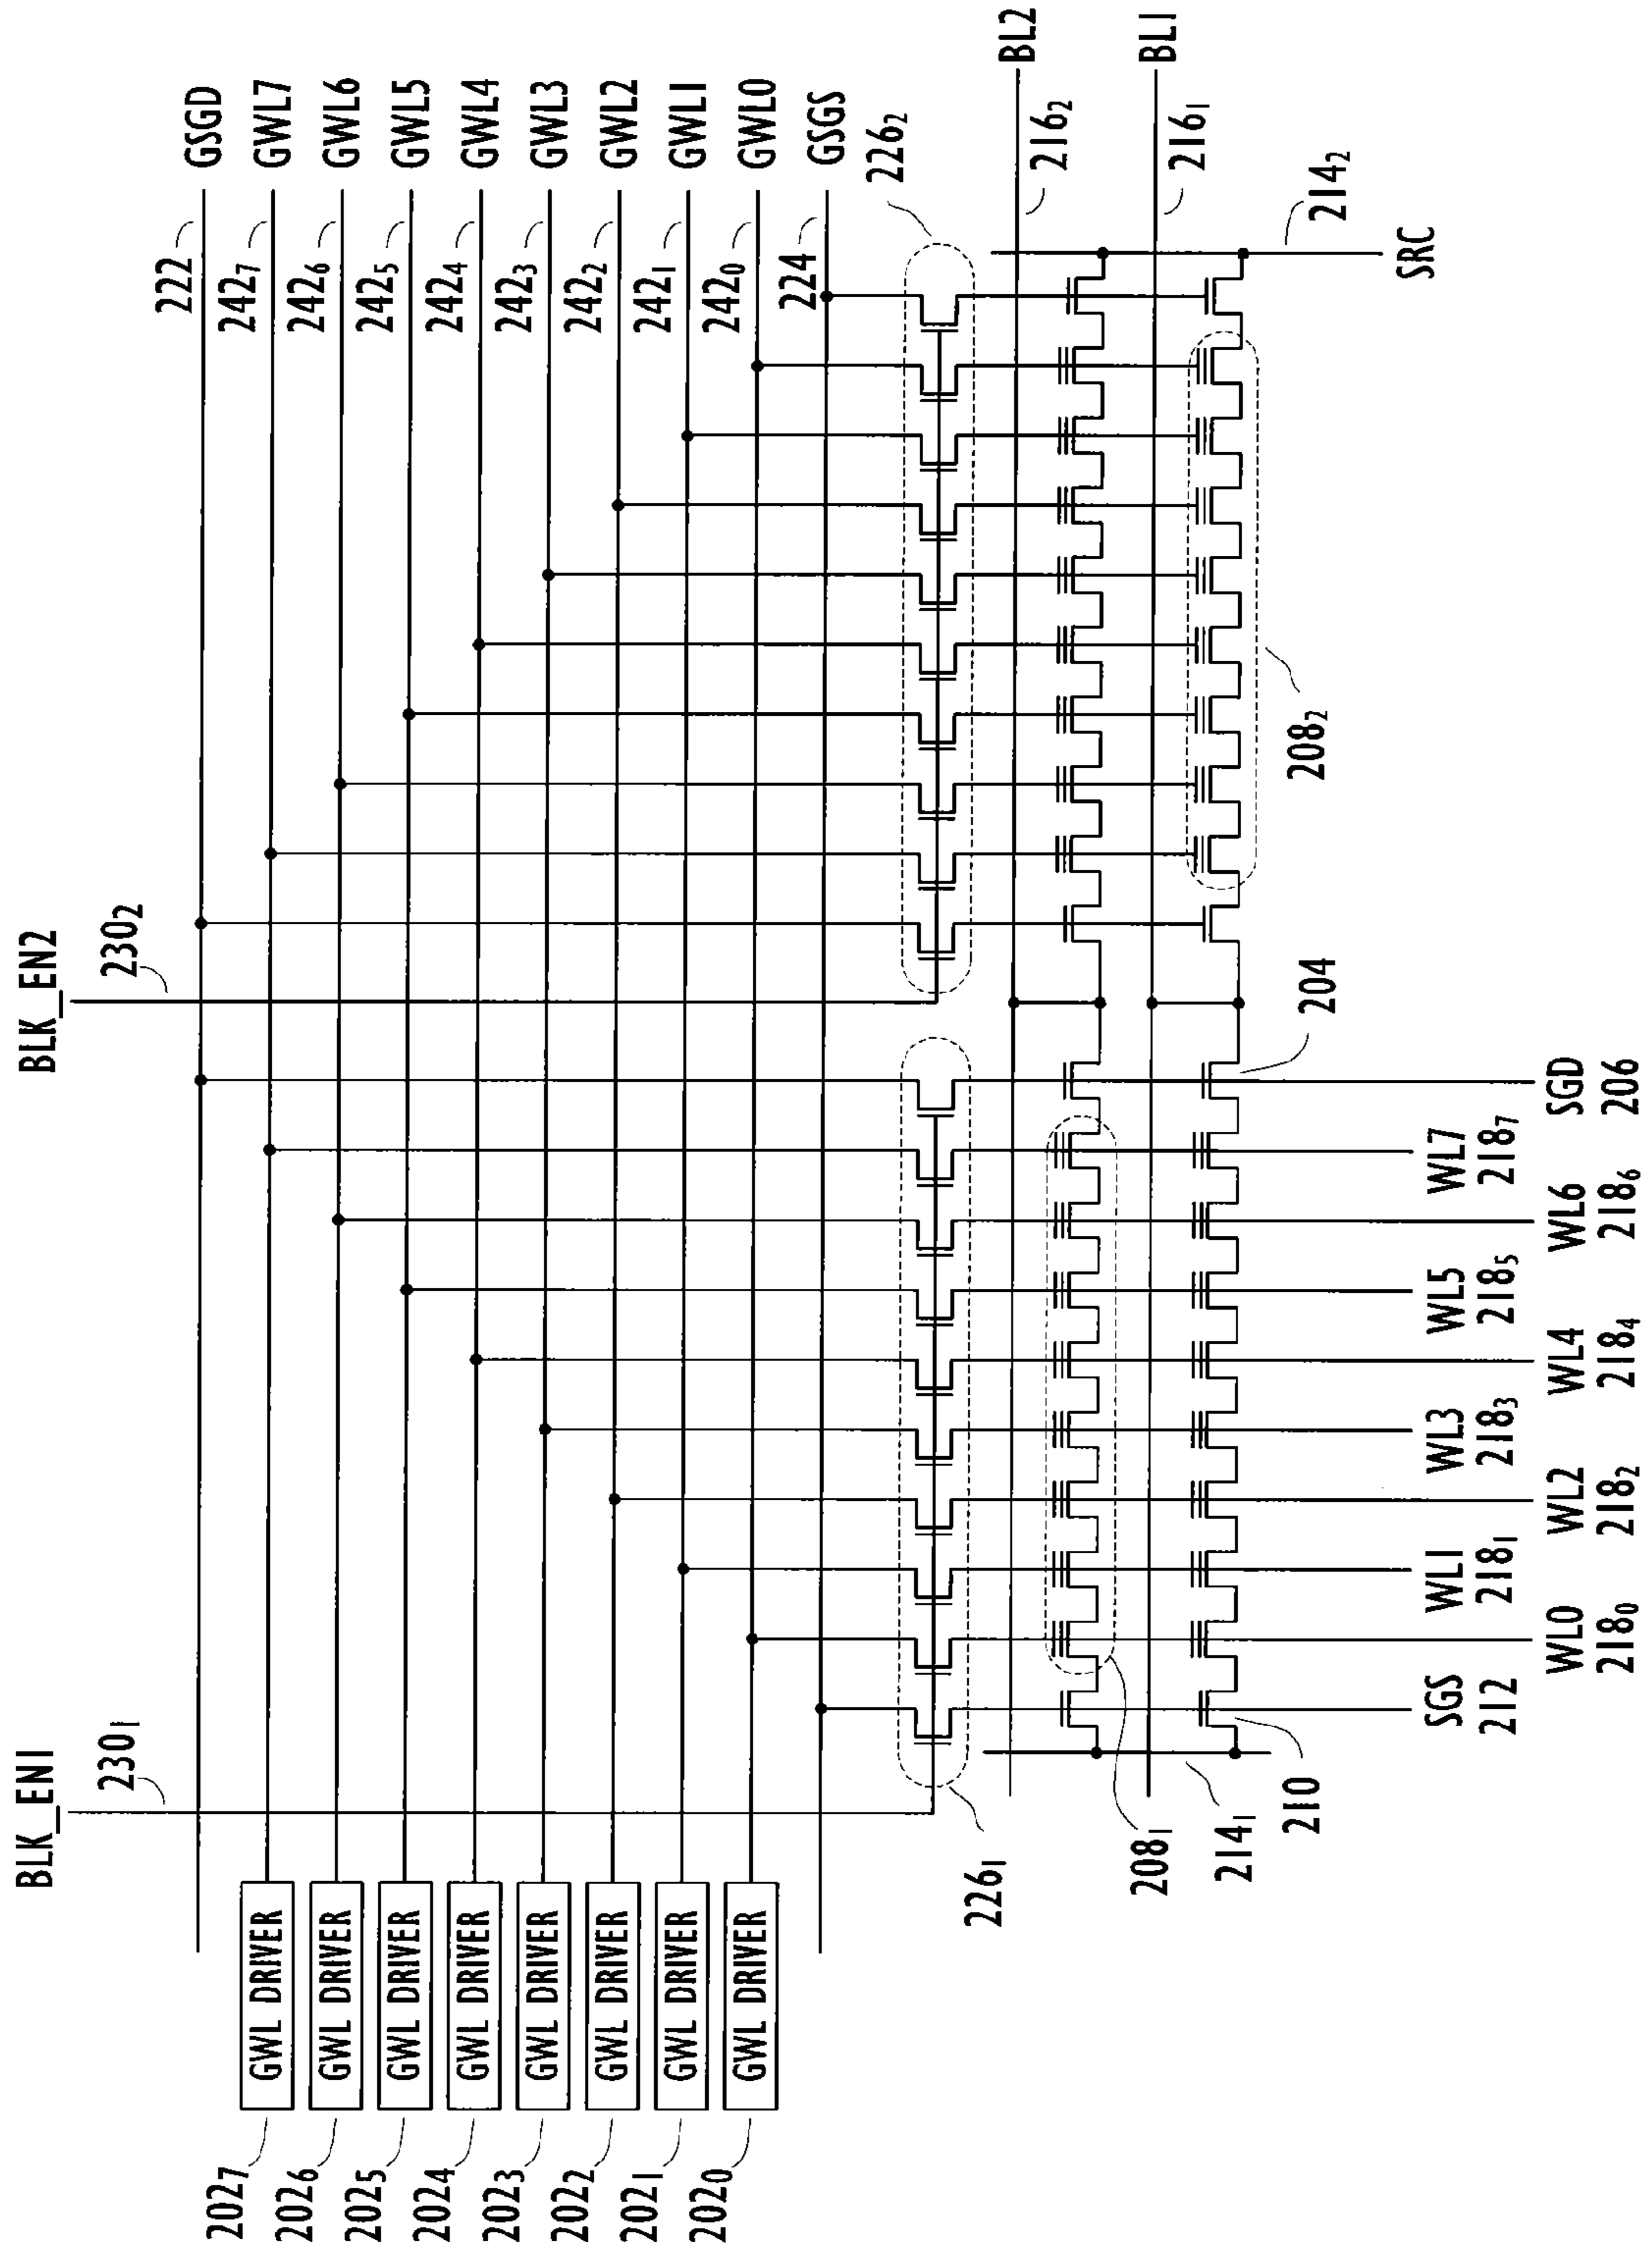 BLK_EN1
230₁
BLK_EN2
230₂
GSGD
222
GWL7
242₇
GWL6
242₆
GWL5
242₅
GWL4
242₄
GWL3
242₃
GWL2
242₂
GWL1
242₁
GWL0
242₀
GSGS
224
226₂
202₇
GWL DRIVER
202₆
GWL DRIVER
202₅
GWL DRIVER
202₄
GWL DRIVER
202₃
GWL DRIVER
202₂
GWL DRIVER
202₁
GWL DRIVER
202₀
GWL DRIVER
BL2
216₂
BL1
216₁
226₁
208₁
214₁
210
204
208₂
214₂
SRC
SGS
212
WL0
218₀
WL1
218₁
WL2
218₂
WL3
218₃
WL4
218₄
WL5
218₅
WL6
218₆
WL7
218₇
SGD
206